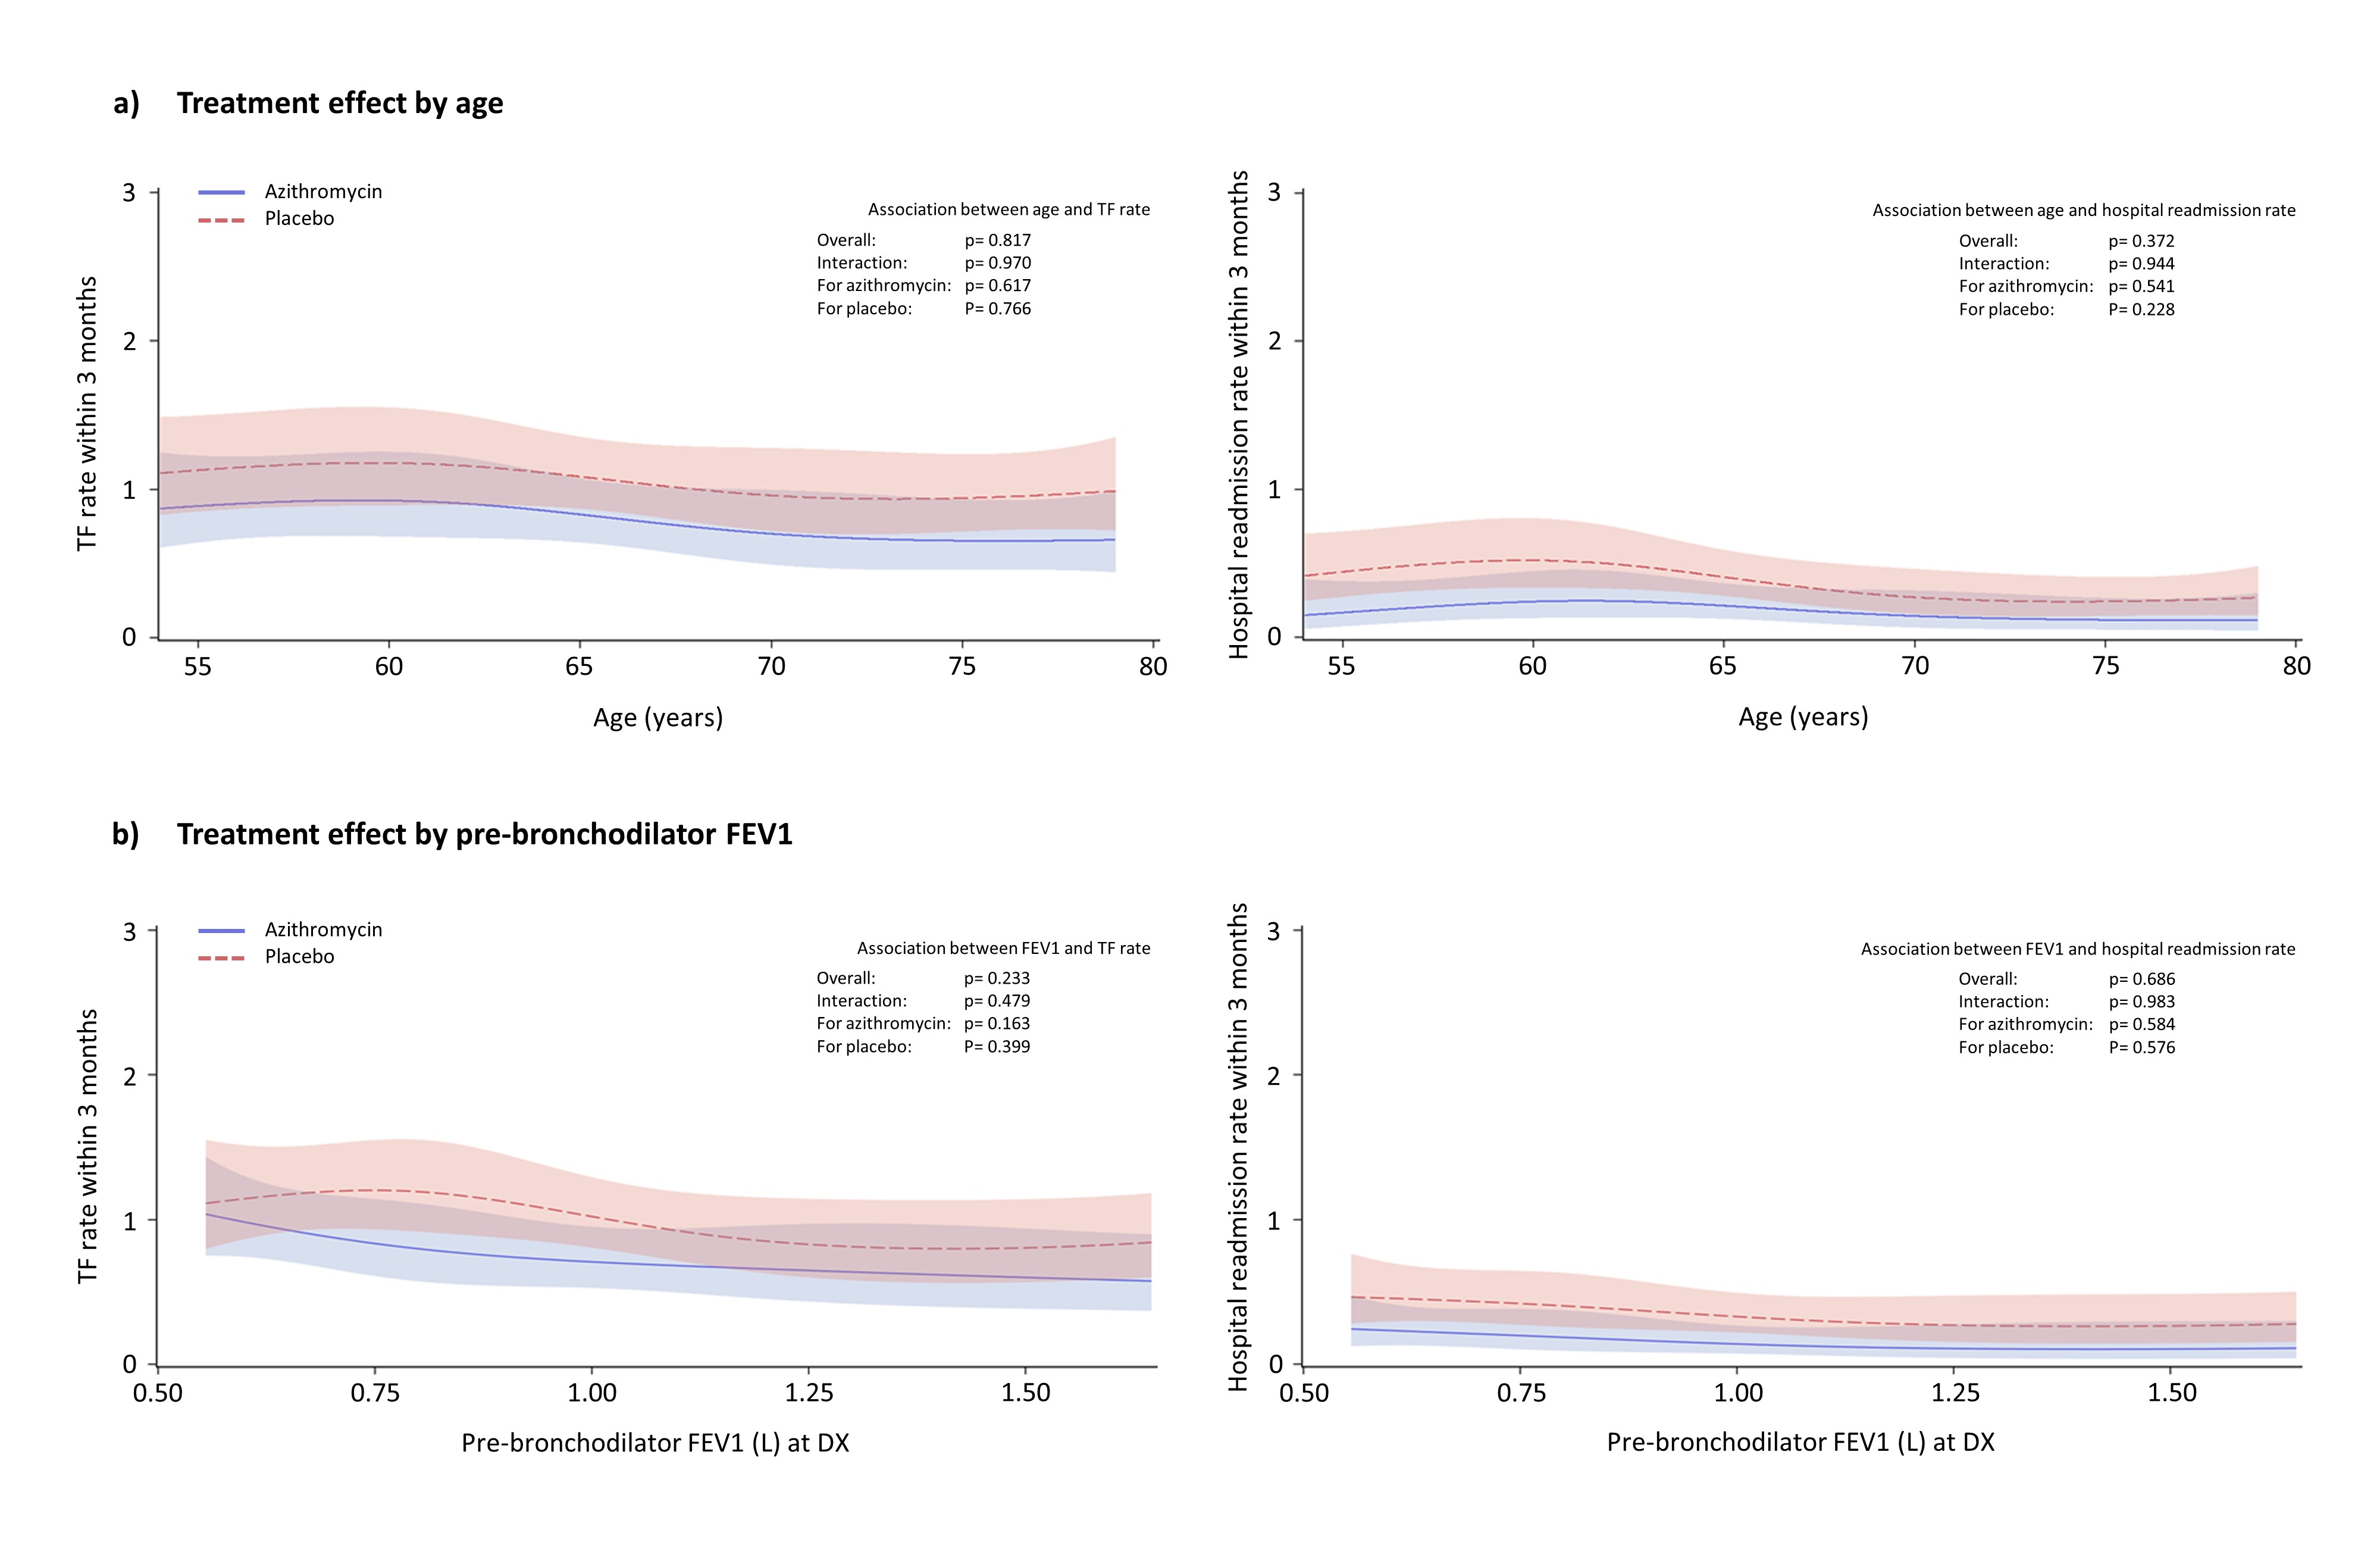 a) Treatment effect by age
Azithromycin
Placebo
Association between age and TF rate
Overall: p= 0.817
Interaction: p= 0.970
For azithromycin: p= 0.617
For placebo: P= 0.766
TF rate within 3 months
3
2
1
0
55 60 65 70 75 80
Age (years)
Association between age and hospital readmission rate
Overall: p= 0.372
Interaction: p= 0.944
For azithromycin: p= 0.541
For placebo: P= 0.228
Hospital readmission rate within 3 months
3
2
1
0
55 60 65 70 75 80
Age (years)
b) Treatment effect by pre-bronchodilator FEV1
Azithromycin
Placebo
Association between FEV1 and TF rate
Overall: p= 0.233
Interaction: p= 0.479
For azithromycin: p= 0.163
For placebo: P= 0.399
TF rate within 3 months
3
2
1
0
0.50 0.75 1.00 1.25 1.50
Pre-bronchodilator FEV1 (L) at DX
Association between FEV1 and hospital readmission rate
Overall: p= 0.686
Interaction: p= 0.983
For azithromycin: p= 0.584
For placebo: P= 0.576
Hospital readmission rate within 3 months
3
2
1
0
0.50 0.75 1.00 1.25 1.50
Pre-bronchodilator FEV1 (L) at DX